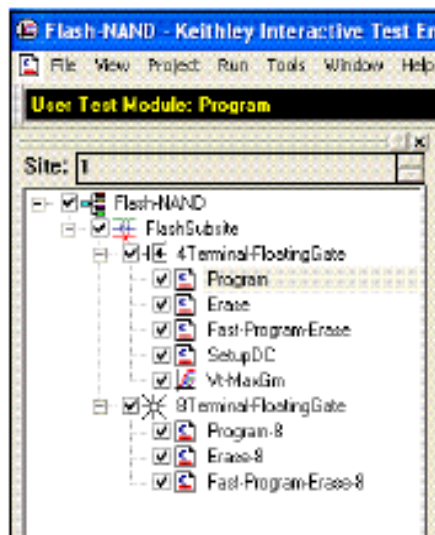 Flash-NAND - Keithley Interactive Test En
File View Project Run Tools Window Help
User Test Module: Program
Site: 1
Flash-NAND
FlashSubsite
4Terminal-FloatingGate
Program
Erase
Fast-Program-Erase
SetupDC
Vt-MaxGm
8Terminal-FloatingGate
Program-8
Erase-8
Fast-Program-Erase-8